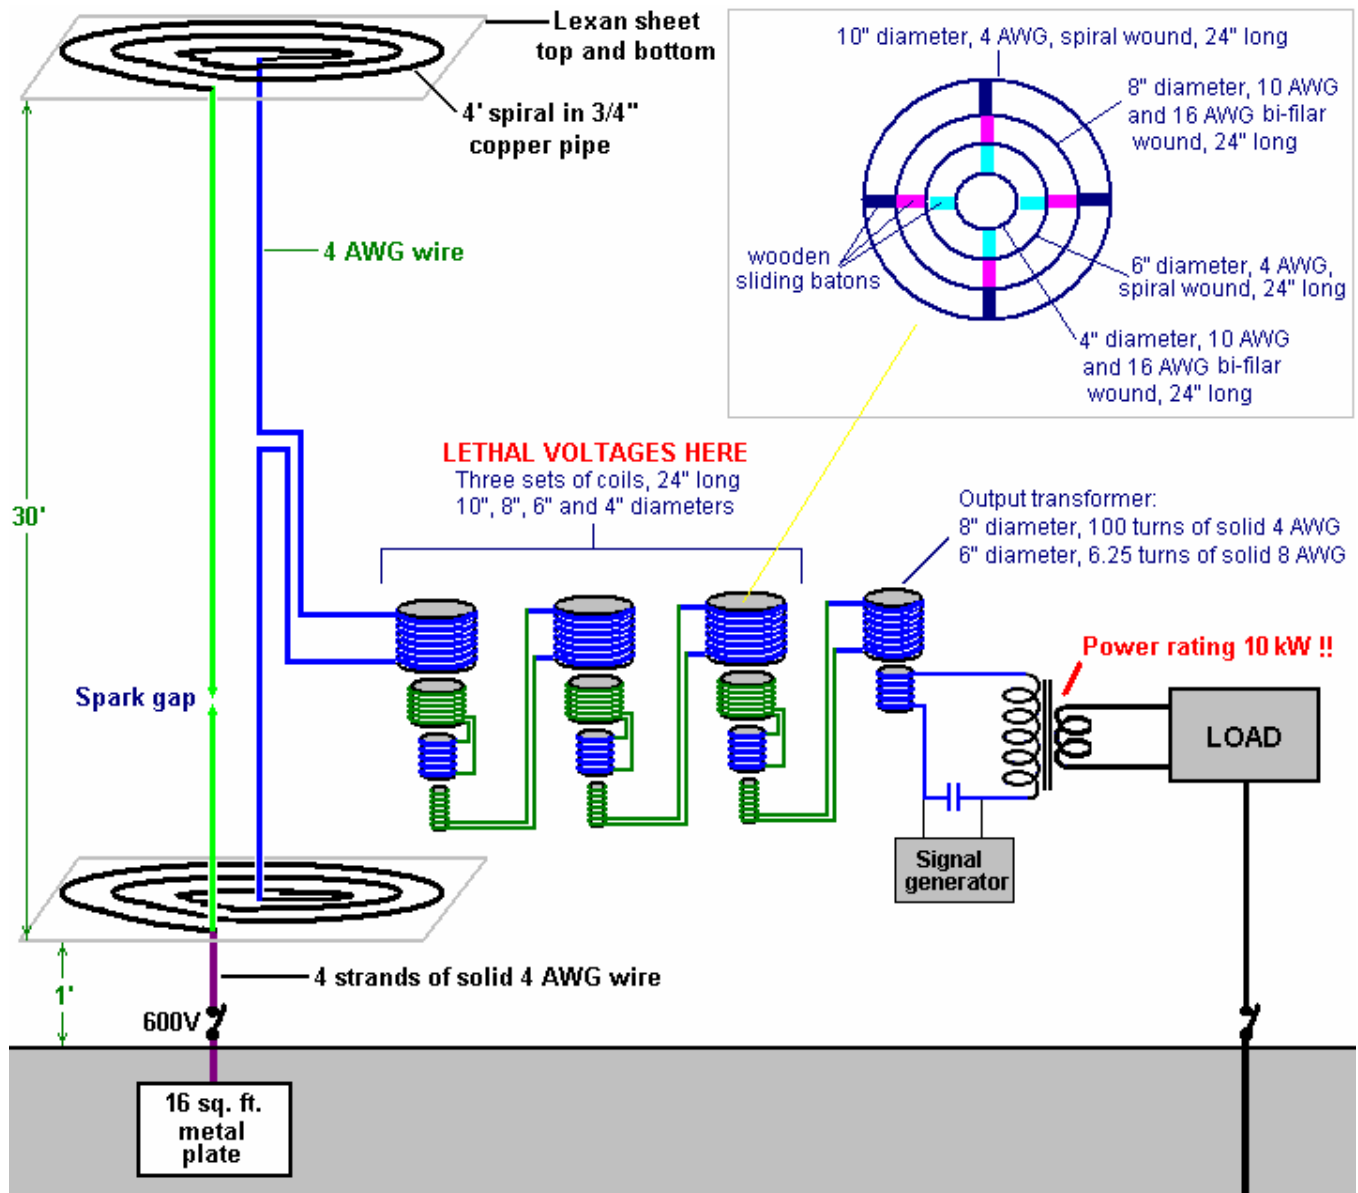 Lexan sheet
top and bottom
4' spiral in 3/4"
copper pipe
10" diameter, 4 AWG, spiral wound, 24" long
8" diameter, 10 AWG
and 16 AWG bi-filar
wound, 24" long
wooden
sliding batons
6" diameter, 4 AWG,
spiral wound, 24" long
4" diameter, 10 AWG
and 16 AWG bi-filar
wound, 24" long
4 AWG wire
LETHAL VOLTAGES HERE
Three sets of coils, 24" long
10", 8", 6" and 4" diameters
Output transformer:
8" diameter, 100 turns of solid 4 AWG
6" diameter, 6.25 turns of solid 8 AWG
30'
Spark gap
Power rating 10 kW !!
LOAD
Signal
generator
4 strands of solid 4 AWG wire
1'
600V
16 sq. ft.
metal
plate